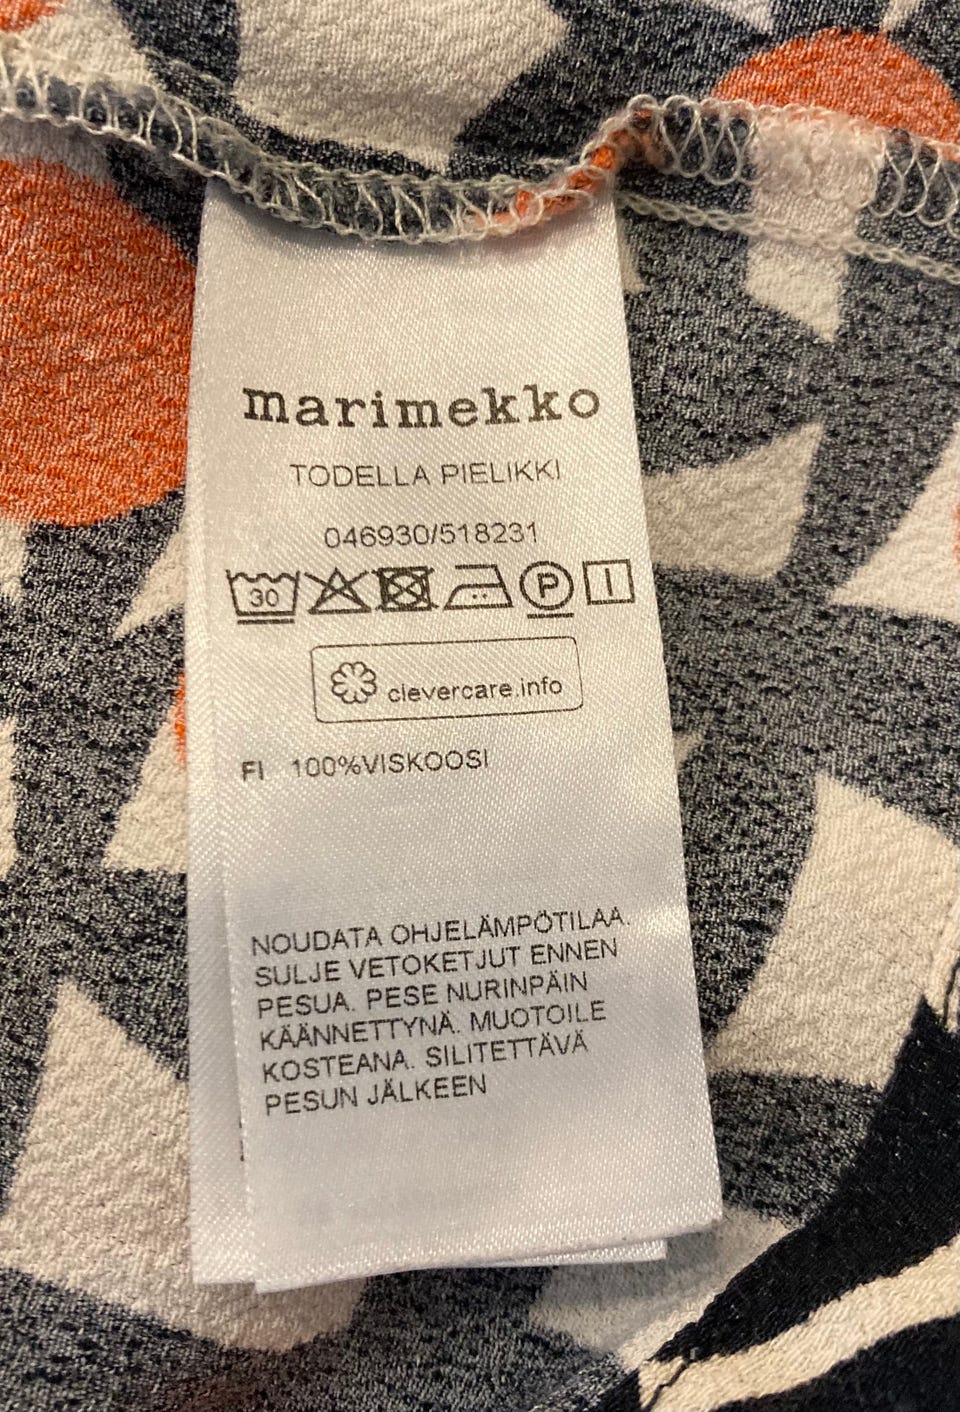 marimekko
TODELLA PIELIKKI
046930/518231
30 P
clevercare.info
FI 100%VISKOOSI
NOUDATA OHJELÄMPÖTILAA.
SULJE VETOKETJUT ENNEN
PESUA. PESE NURINPÄIN
KÄÄNNETTYNÄ. MUOTOILE
KOSTEANA. SILITETTÄVÄ
PESUN JÄLKEEN